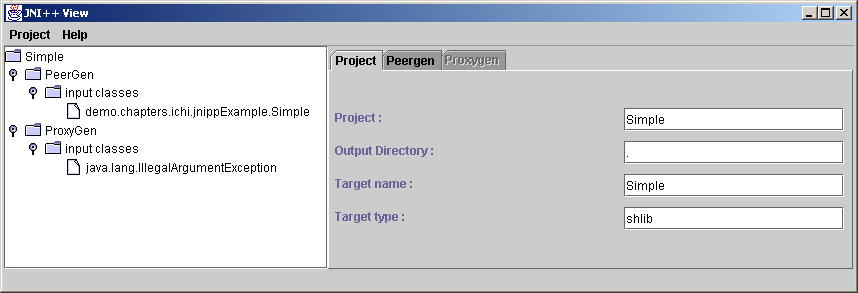 JNI++ View
Project Help
Simple
PeerGen
input classes
demo.chapters.ichi.jnippExample.Simple
ProxyGen
input classes
java.lang.IllegalArgumentException
Project Peergen Proxygen
Project : Simple
Output Directory : .
Target name : Simple
Target type : shlib